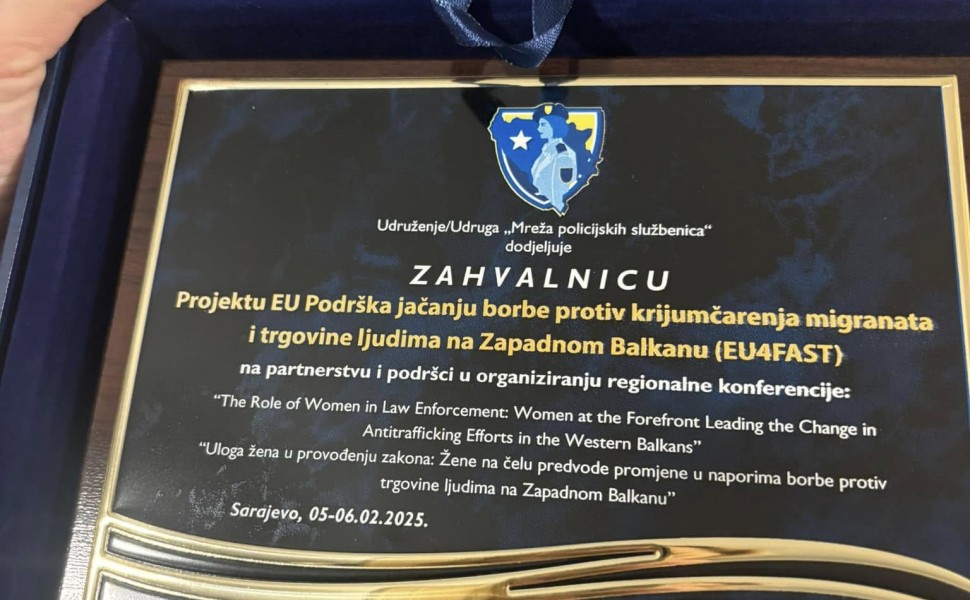 Udruženje/Udruga „Mreža policijskih službenica“
dodjeljuje
ZAHVALNICU
Projektu EU Podrška jačanju borbe protiv krijumčarenja migranata
i trgovine ljudima na Zapadnom Balkanu (EU4FAST)
na partnerstvu i podršci u organiziranju regionalne konferencije:
“The Role of Women in Law Enforcement: Women at the Forefront Leading the Change in
Antitrafficking Efforts in the Western Balkans”
“Uloga žena u provođenju zakona: Žene na čelu predvode promjene u naporima borbe protiv
trgovine ljudima na Zapadnom Balkanu”
Sarajevo, 05-06.02.2025.